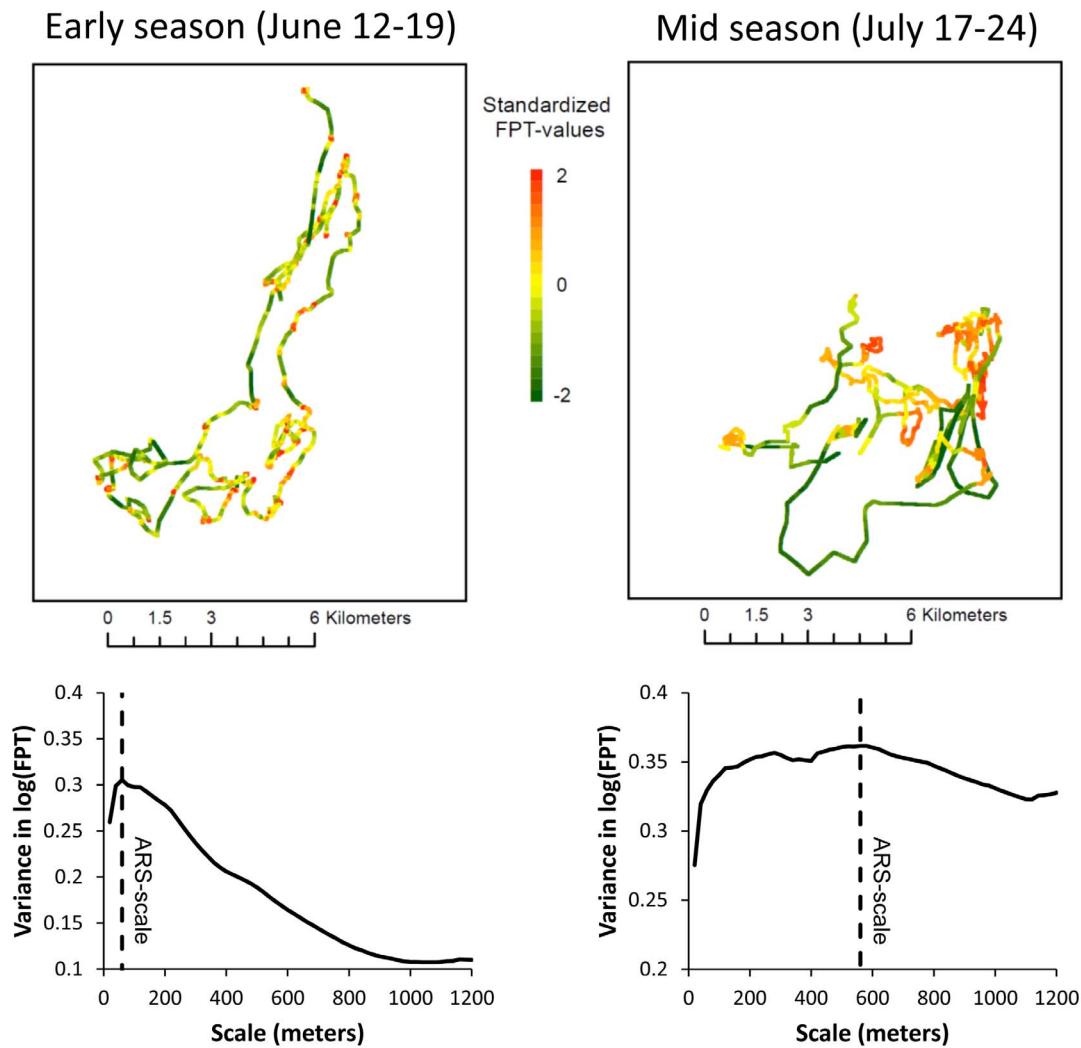 Early season (June 12-19)
Mid season (July 17-24)
Standardized
FPT-values
2
0
-2
0 1.5 3 6 Kilometers
0 1.5 3 6 Kilometers
Variance in log(FPT)
0.4
0.35
0.3
0.25
0.2
0.15
0.1
ARS-scale
0 200 400 600 800 1000 1200
Scale (meters)
Variance in log(FPT)
0.4
0.35
0.3
0.25
0.2
ARS-scale
0 200 400 600 800 1000 1200
Scale (meters)